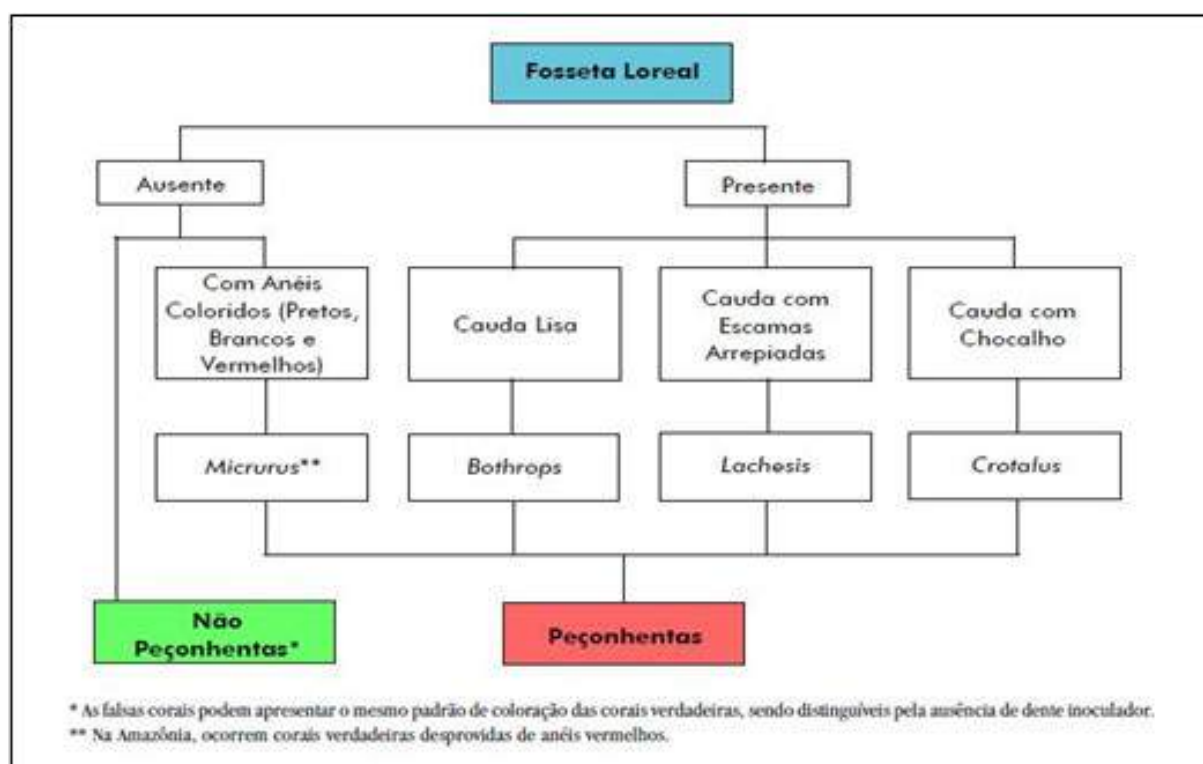 Fosseta Loreal
Ausente
Presente
Com Anéis
Coloridos (Pretos,
Brancos e
Vermelhos)
Cauda Lisa
Cauda com
Escamas
Arrepiadas
Cauda com
Chocalho
Micrurus**
Bothrops
Lachesis
Crotalus
Não
Peçonhentas*
Peçonhentas
* As falsas corais podem apresentar o mesmo padrão de coloração das corais verdadeiras, sendo distinguíveis pela ausência de dente inoculador.
** Na Amazônia, ocorrem corais verdadeiras desprovidas de anéis vermelhos.